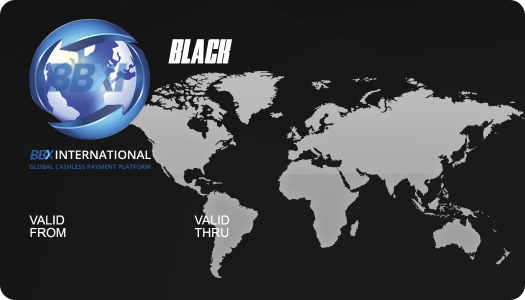 BLACK
BBXI
BBX INTERNATIONAL
GLOBAL CASHLESS PAYMENT PLATFORM
VALID
FROM
VALID
THRU